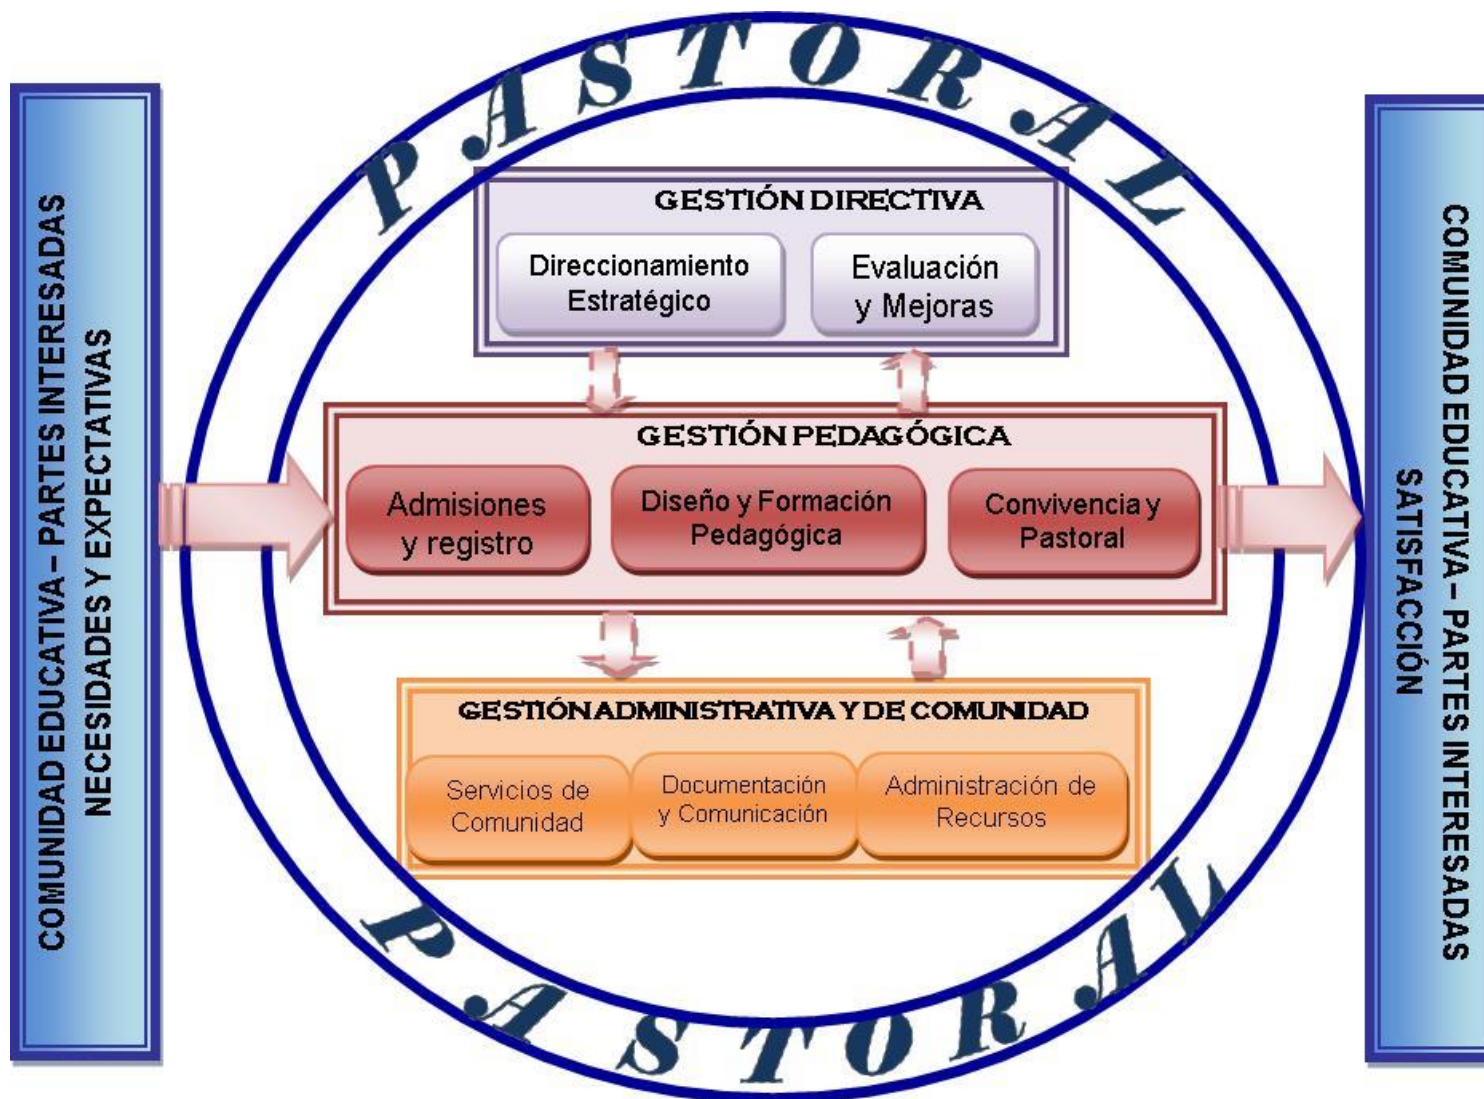 PASTORAL
COMUNIDAD EDUCATIVA – PARTES INTERESADAS
NECESIDADES Y EXPECTATIVAS
GESTIÓN DIRECTIVA
Direccionamiento
Estratégico
Evaluación
y Mejoras
GESTIÓN PEDAGÓGICA
Admisiones
y registro
Diseño y Formación
Pedagógica
Convivencia y
Pastoral
GESTIÓN ADMINISTRATIVA Y DE COMUNIDAD
Servicios de
Comunidad
Documentación
y Comunicación
Administración de
Recursos
COMUNIDAD EDUCATIVA – PARTES INTERESADAS
SATISFACCIÓN
PASTORAL